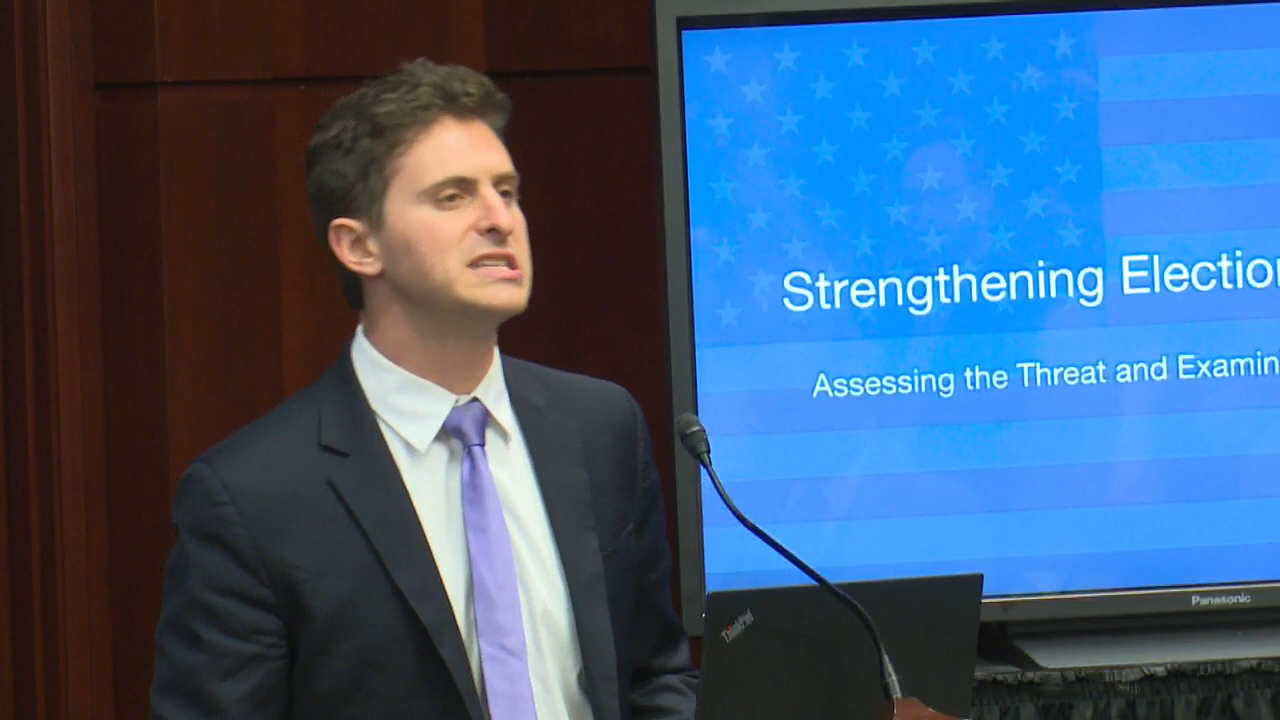 Strengthening Election
Assessing the Threat and Examin
Panasonic
ThinkPad